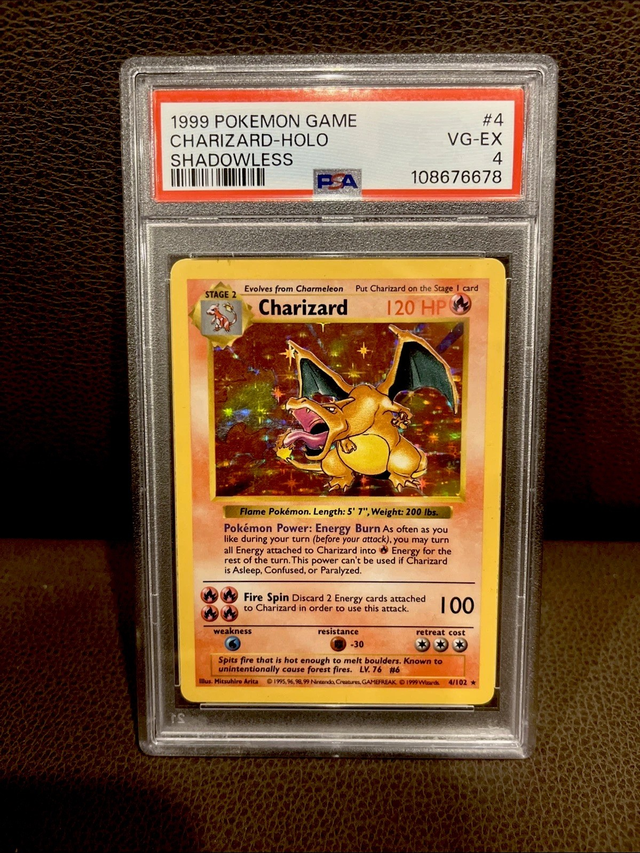 1999 POKEMON GAME #4
CHARIZARD-HOLO VG-EX
SHADOWLESS 4
PSA 108676678
STAGE 2 Evolves from Charmeleon Put Charizard on the Stage 1 card
Charizard 120 HP
Flame Pokémon. Length: 5' 7", Weight: 200 lbs.
Pokémon Power: Energy Burn As often as you
like during your turn (before your attack), you may turn
all Energy attached to Charizard into Energy for the
rest of the turn. This power can't be used if Charizard
is Asleep, Confused, or Paralyzed.
Fire Spin Discard 2 Energy cards attached
to Charizard in order to use this attack. 100
weakness resistance retreat cost
-30
Spits fire that is hot enough to melt boulders. Known to
unintentionally cause forest fires. LV. 76 #6
Illus. Mitsuhiro Arita © 1995, 96, 98, 99 Nintendo, Creatures, GAMEFREAK. © 1999 Wizards. 4/102 ★